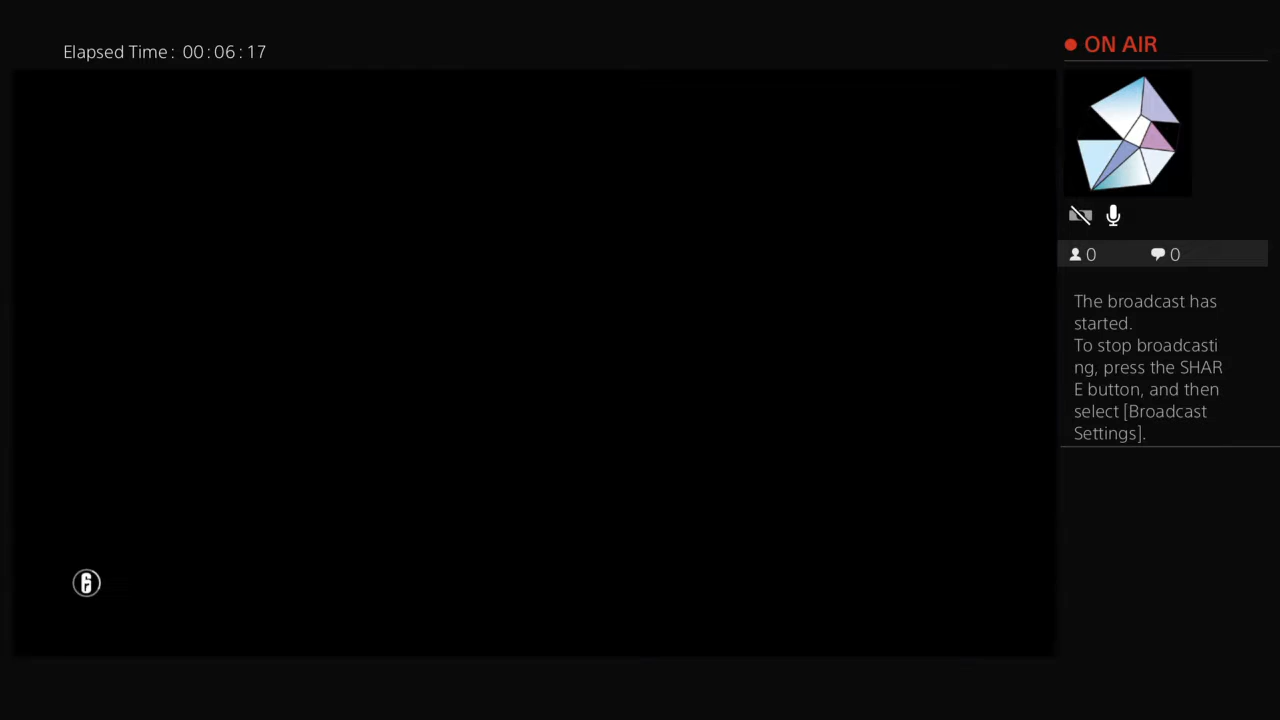 Elapsed Time: 00:06:17
ON AIR
0 0
The broadcast has
started.
To stop broadcasti
ng, press the SHAR
E button, and then
select [Broadcast
Settings].
6